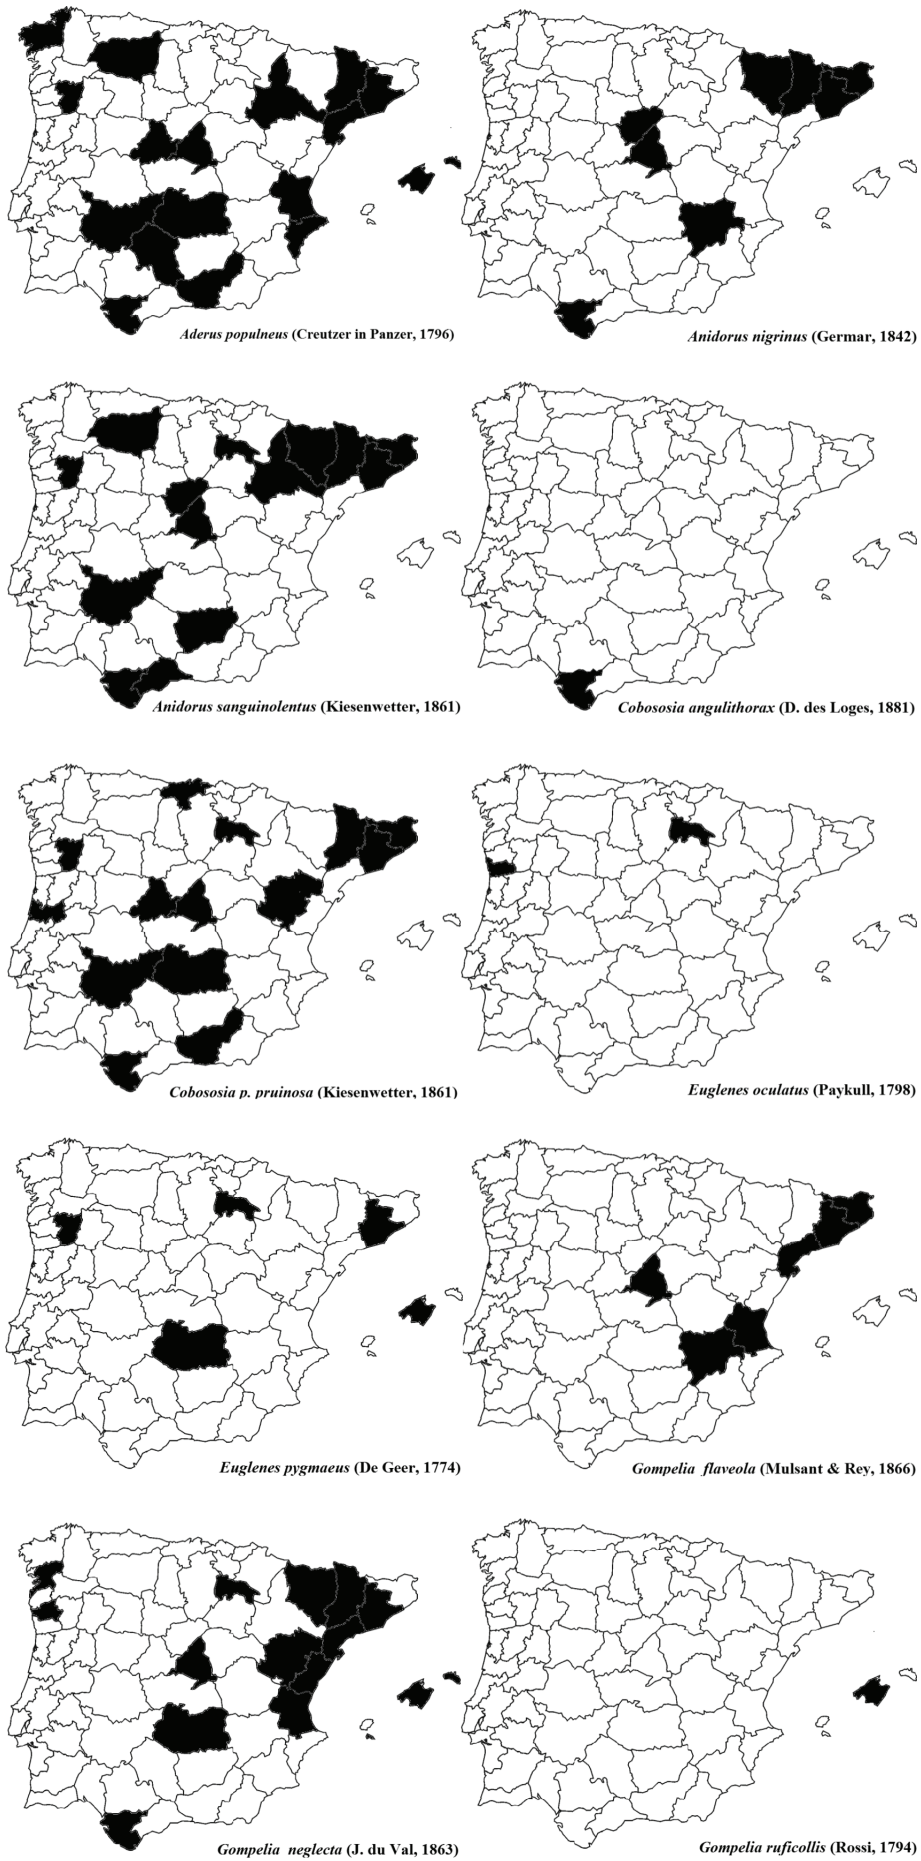 Aderus populneus (Creutzer in Panzer, 1796)
Anidorus nigrinus (Germar, 1842)
Anidorus sanguinolentus (Kiesenwetter, 1861)
Cobososia angulithorax (D. des Loges, 1881)
Cobososia p. pruinosa (Kiesenwetter, 1861)
Euglenes oculatus (Paykull, 1798)
Euglenes pygmaeus (De Geer, 1774)
Gompelia flaveola (Mulsant & Rey, 1866)
Gompelia neglecta (J. du Val, 1863)
Gompelia ruficollis (Rossi, 1794)